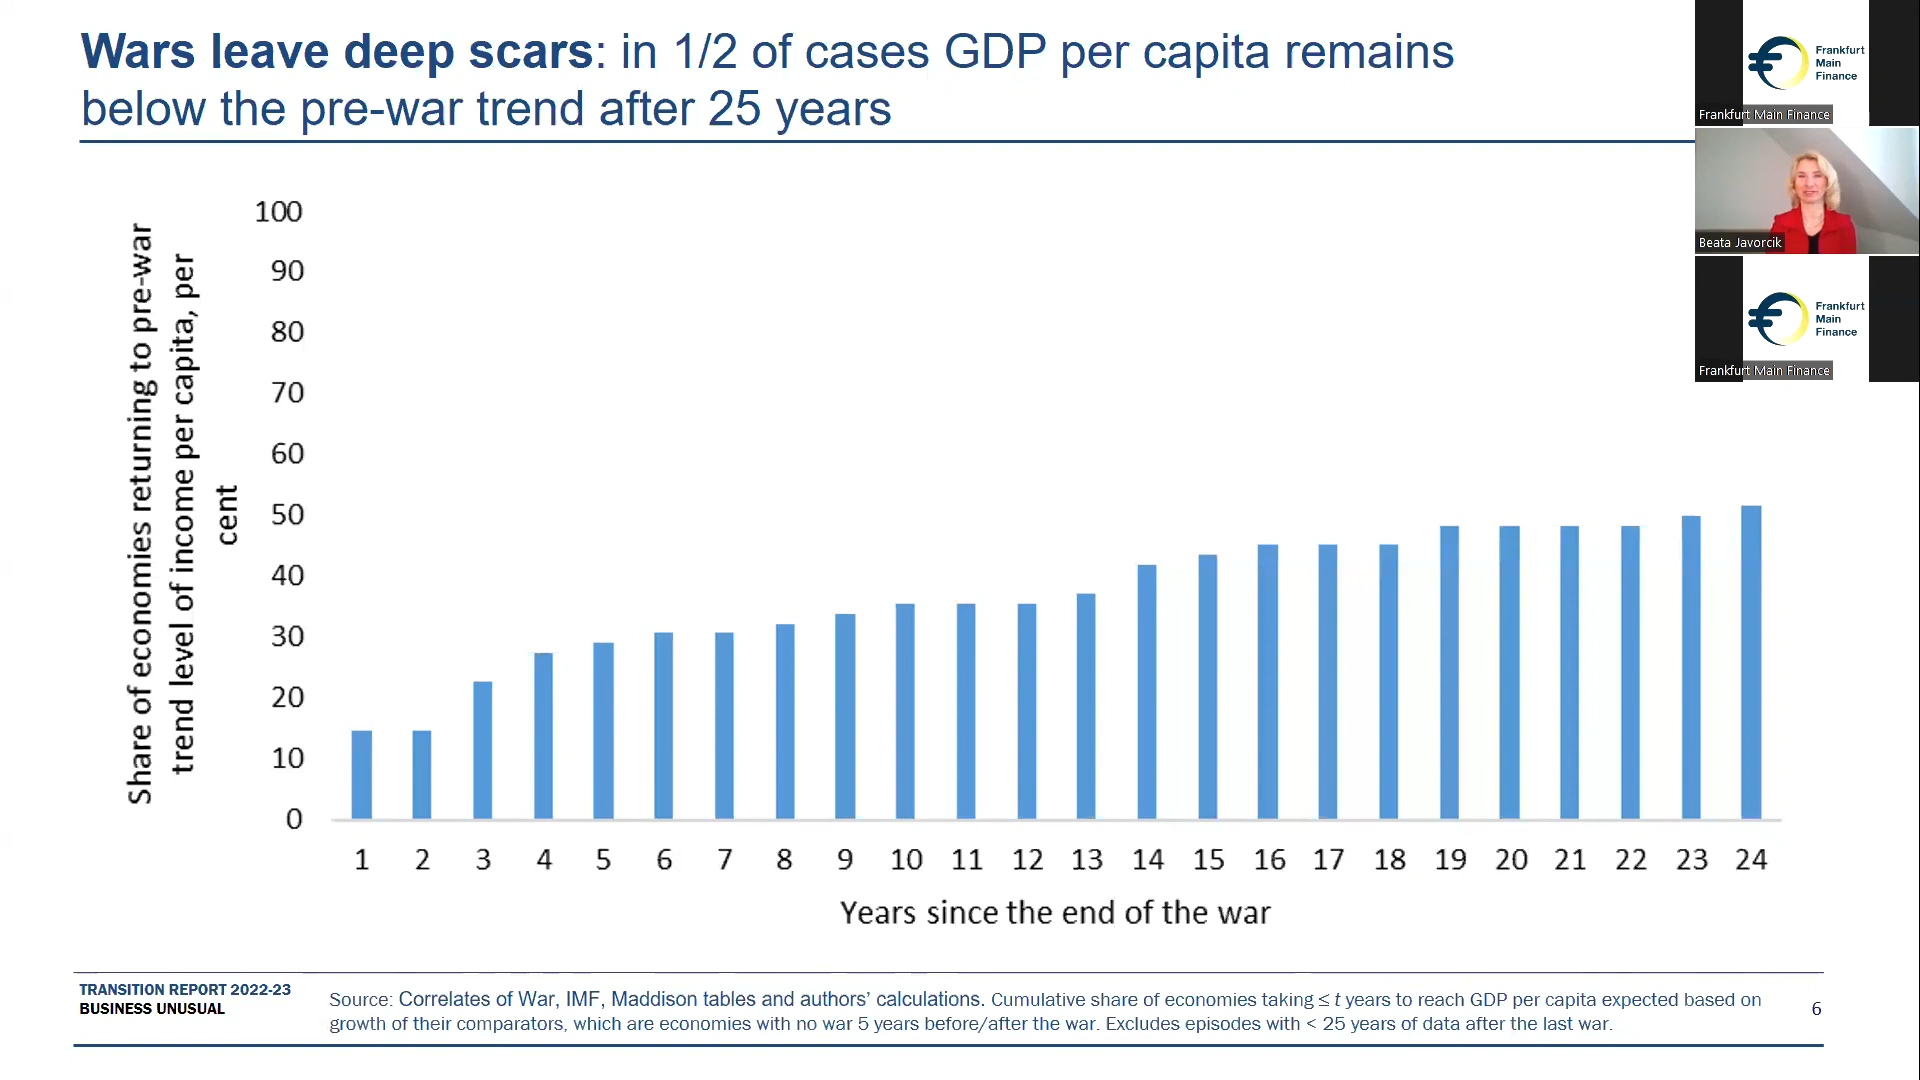 Wars leave deep scars: in 1/2 of cases GDP per capita remains
below the pre-war trend after 25 years
Share of economies returning to pre-war
trend level of income per capita, per
cent
100
90
80
70
60
50
40
30
20
10
0
1 2 3 4 5 6 7 8 9 10 11 12 13 14 15 16 17 18 19 20 21 22 23 24
Years since the end of the war
TRANSITION REPORT 2022-23
BUSINESS UNUSUAL
Source: Correlates of War, IMF, Maddison tables and authors’ calculations. Cumulative share of economies taking ≤ t years to reach GDP per capita expected based on
growth of their comparators, which are economies with no war 5 years before/after the war. Excludes episodes with < 25 years of data after the last war.
6
Frankfurt
Main
Finance
Frankfurt Main Finance
Beata Javorcik
Frankfurt
Main
Finance
Frankfurt Main Finance